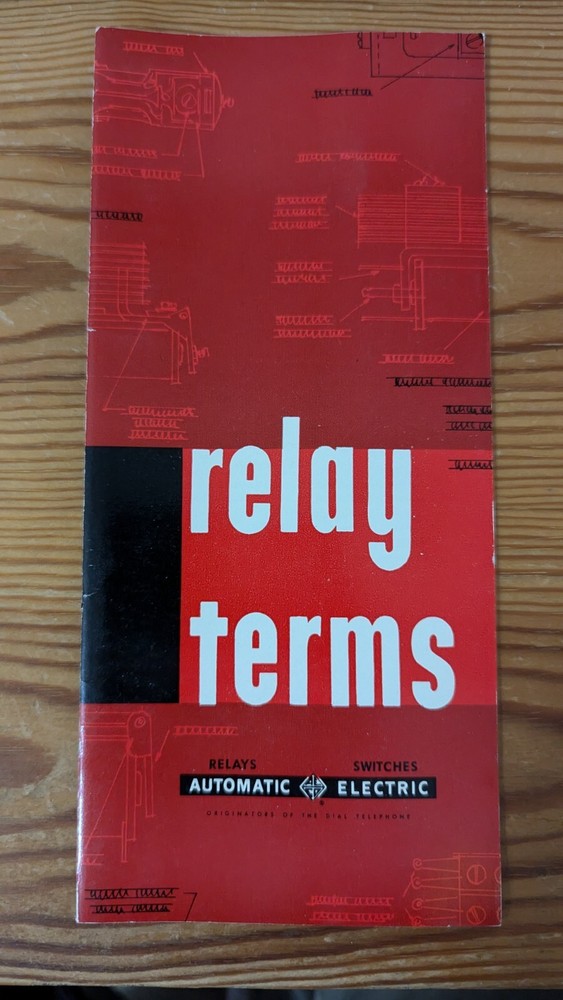 relay
terms
RELAYS SWITCHES
AUTOMATIC ELECTRIC
®
ORIGINATORS OF THE DIAL TELEPHONE